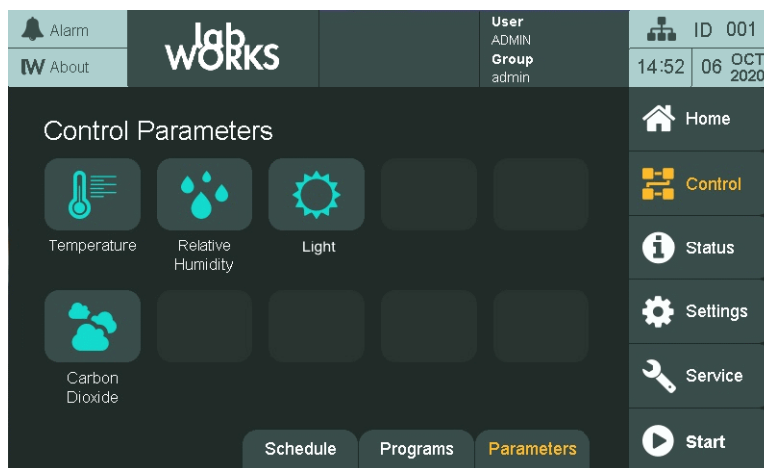 Alarm
lab
WORKS
User
ADMIN
Group
admin
ID 001
lW About
14:52
06 OCT
2020
Control Parameters
Home
Control
Status
Settings
Service
Start
Temperature
Relative
Humidity
Light
Carbon
Dioxide
Schedule
Programs
Parameters